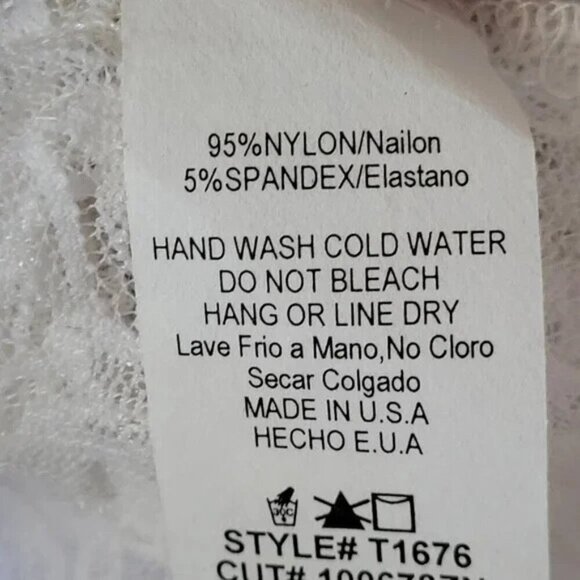 95%NYLON/Nailon
5%SPANDEX/Elastano
HAND WASH COLD WATER
DO NOT BLEACH
HANG OR LINE DRY
Lave Frio a Mano,No Cloro
Secar Colgado
MADE IN U.S.A
HECHO E.U.A
STYLE# T1676
CUT#